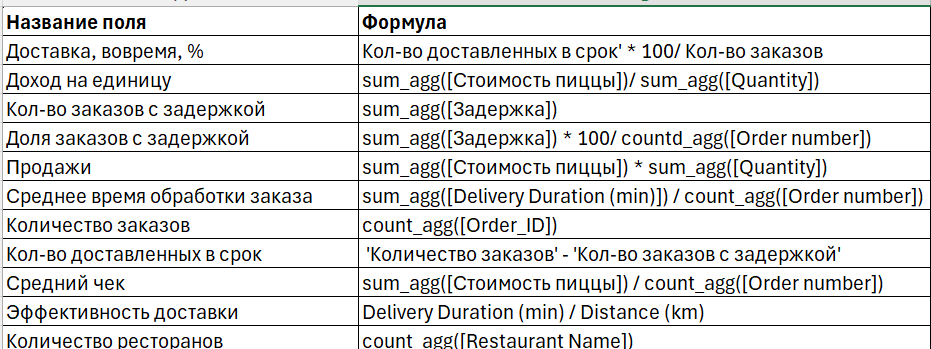 Название поля Формула
Доставка, вовремя, % Кол-во доставленных в срок' * 100/ Кол-во заказов
Доход на единицу sum_agg([Стоимость пиццы])/ sum_agg([Quantity])
Кол-во заказов с задержкой sum_agg([Задержка])
Доля заказов с задержкой sum_agg([Задержка]) * 100/ countd_agg([Order number])
Продажи sum_agg([Стоимость пиццы]) * sum_agg([Quantity])
Среднее время обработки заказа sum_agg([Delivery Duration (min)]) / count_agg([Order number])
Количество заказов count_agg([Order_ID])
Кол-во доставленных в срок 'Количество заказов' - 'Кол-во заказов с задержкой'
Средний чек sum_agg([Стоимость пиццы]) / count_agg([Order number])
Эффективность доставки Delivery Duration (min) / Distance (km)
Количество ресторанов count_agg([Restaurant Name])